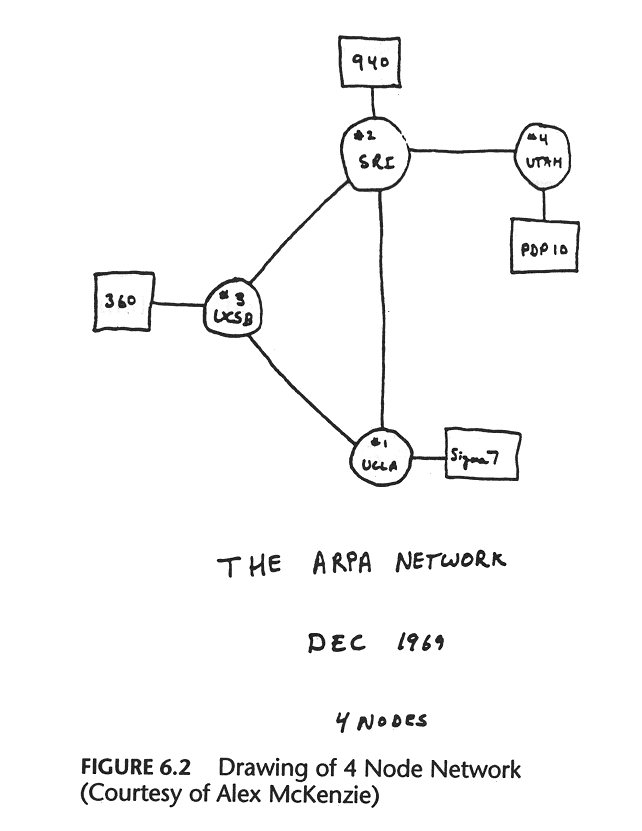 940
#2
SRI
#4
UTAH
PDP 10
360
#3
UCSB
#1
UCLA
Sigma 7
THE ARPA NETWORK
DEC 1969
4 NODES
FIGURE 6.2 Drawing of 4 Node Network
(Courtesy of Alex McKenzie)